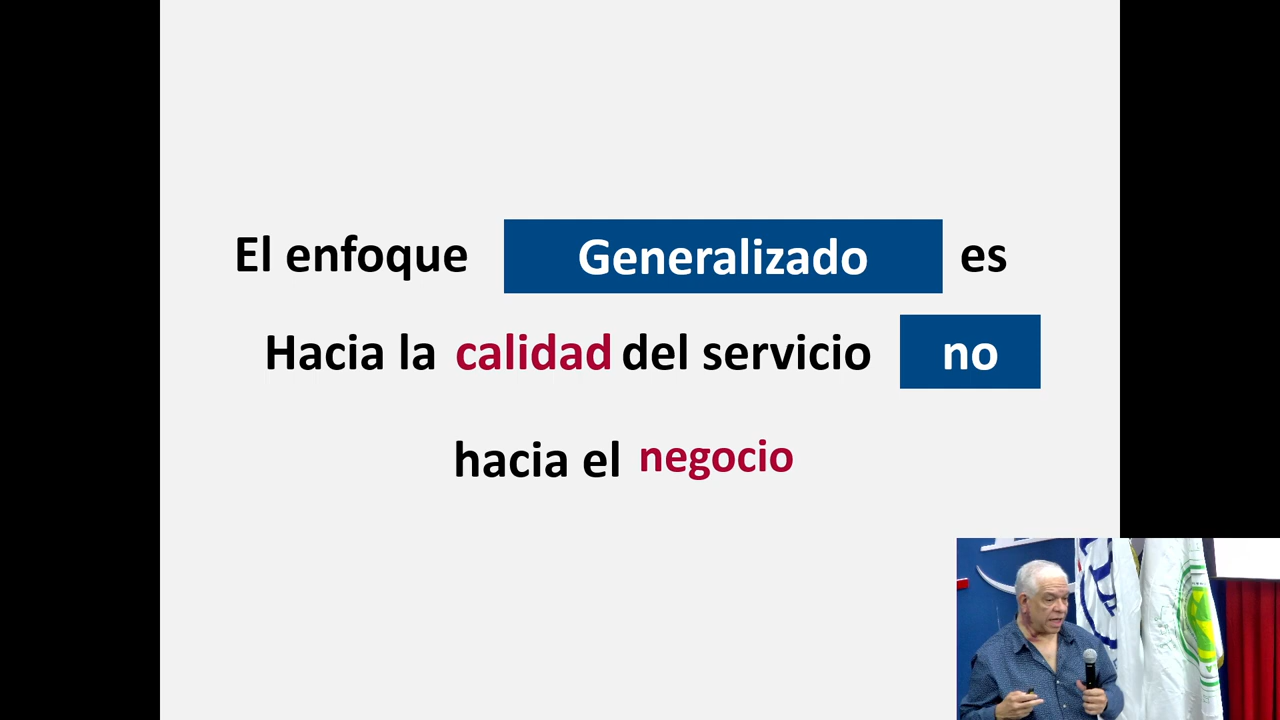 El enfoque Generalizado es
Hacia la calidad del servicio no
hacia el negocio